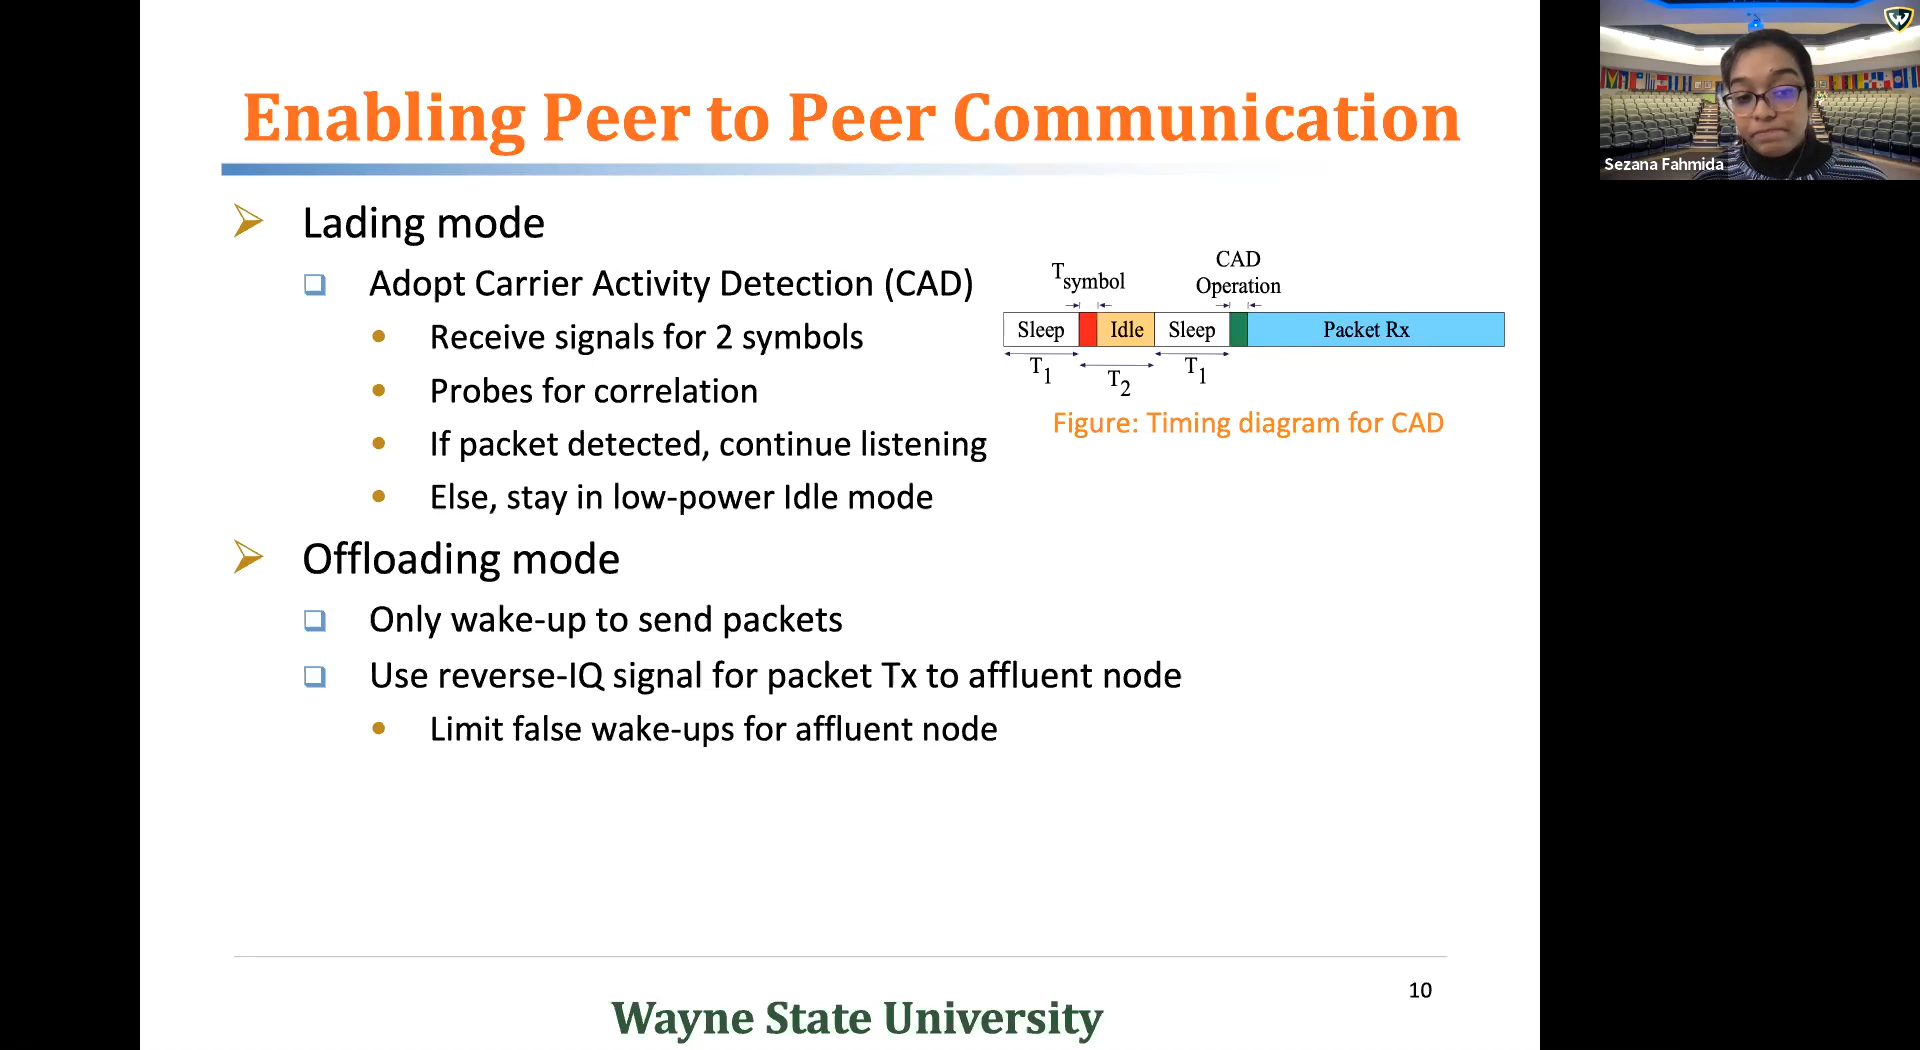 Enabling Peer to Peer Communication
Lading mode
Adopt Carrier Activity Detection (CAD)
Receive signals for 2 symbols
Probes for correlation
If packet detected, continue listening
Else, stay in low-power Idle mode
Offloading mode
Only wake-up to send packets
Use reverse-IQ signal for packet Tx to affluent node
Limit false wake-ups for affluent node
CAD
Tsymbol
Operation
Sleep Idle Sleep Packet Rx
T1 T2 T1
Figure: Timing diagram for CAD
10
Wayne State University
W
Sezana Fahmida